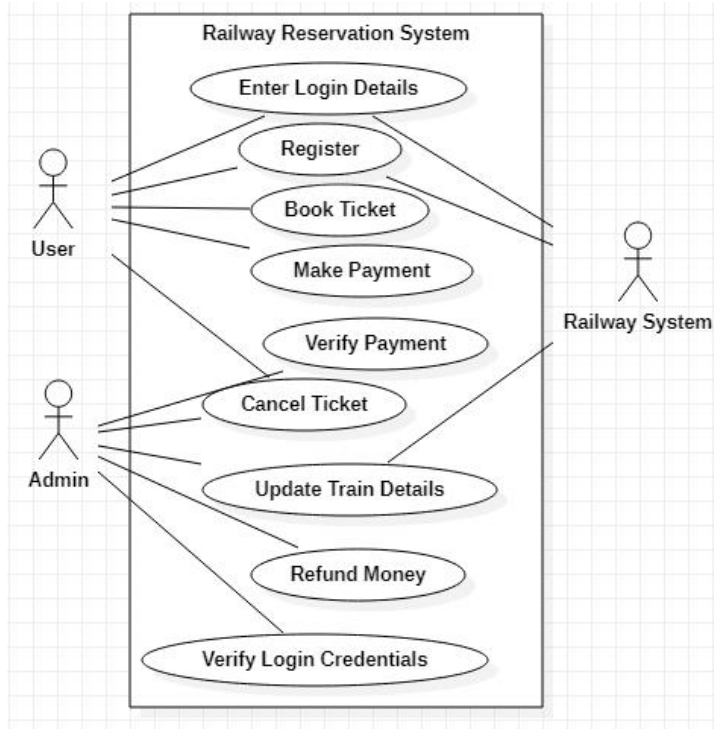 Railway Reservation System
Enter Login Details
Register
Book Ticket
User
Make Payment
Railway System
Verify Payment
Cancel Ticket
Admin
Update Train Details
Refund Money
Verify Login Credentials